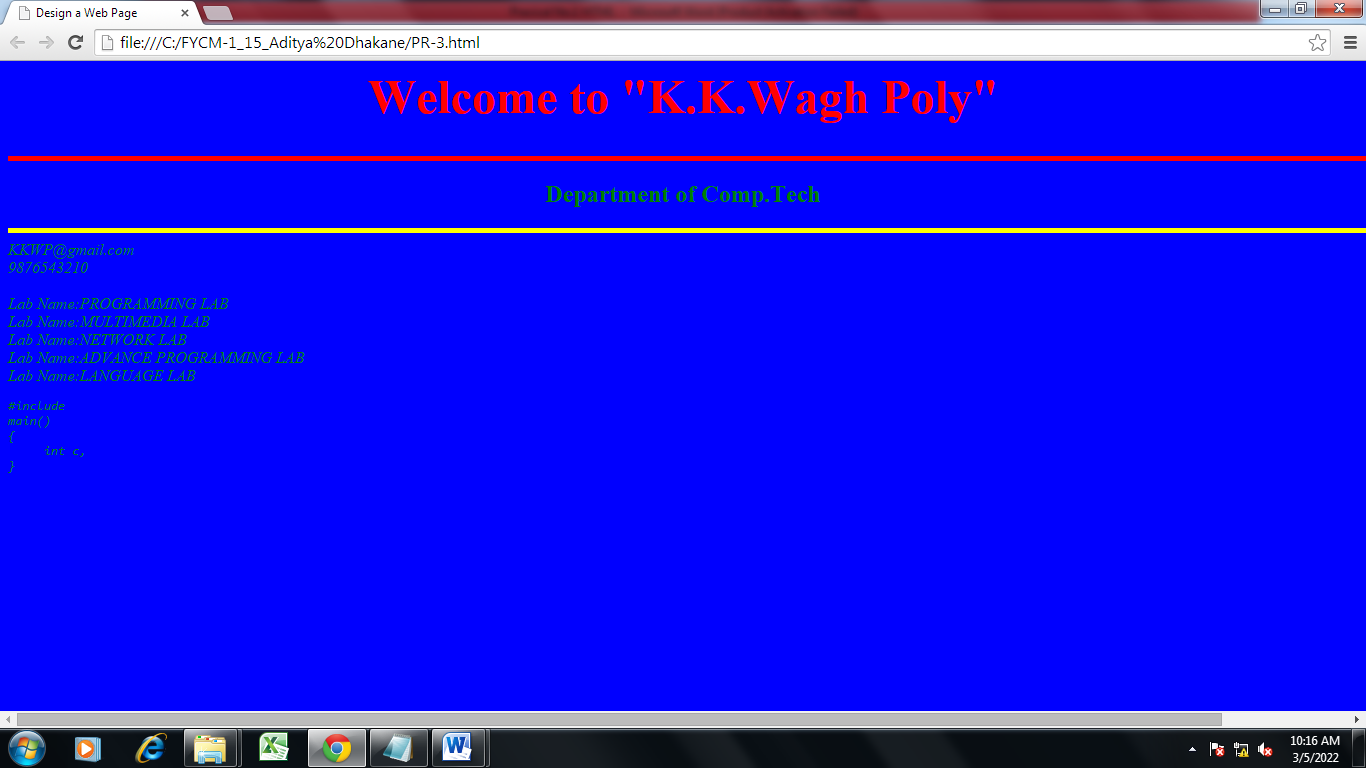 Design a Web Page
file:///C:/FYCM-1_15_Aditya%20Dhakane/PR-3.html
Welcome to "K.K.Wagh Poly"
Department of Comp.Tech
KKWP@gmail.com
9876543210
Lab Name:PROGRAMMING LAB
Lab Name:MULTIMEDIA LAB
Lab Name:NETWORK LAB
Lab Name:ADVANCE PROGRAMMING LAB
Lab Name:LANGUAGE LAB
#include
main()
{
int c,
}
10:16 AM
3/5/2022